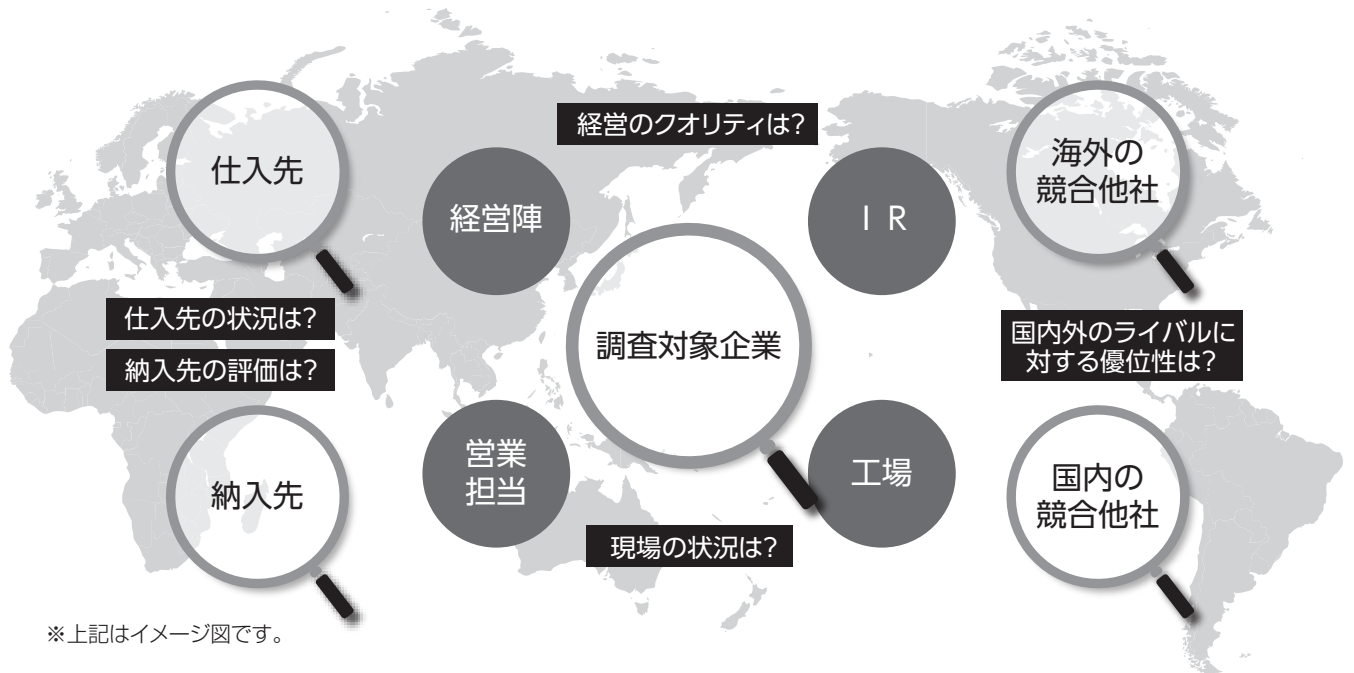 経営のクオリティは?
仕入先
経営陣
I R
海外の
競合他社
仕入先の状況は?
納入先の評価は?
調査対象企業
国内外のライバルに
対する優位性は?
営業
担当
工場
納入先
国内の
競合他社
現場の状況は?
※上記はイメージ図です。